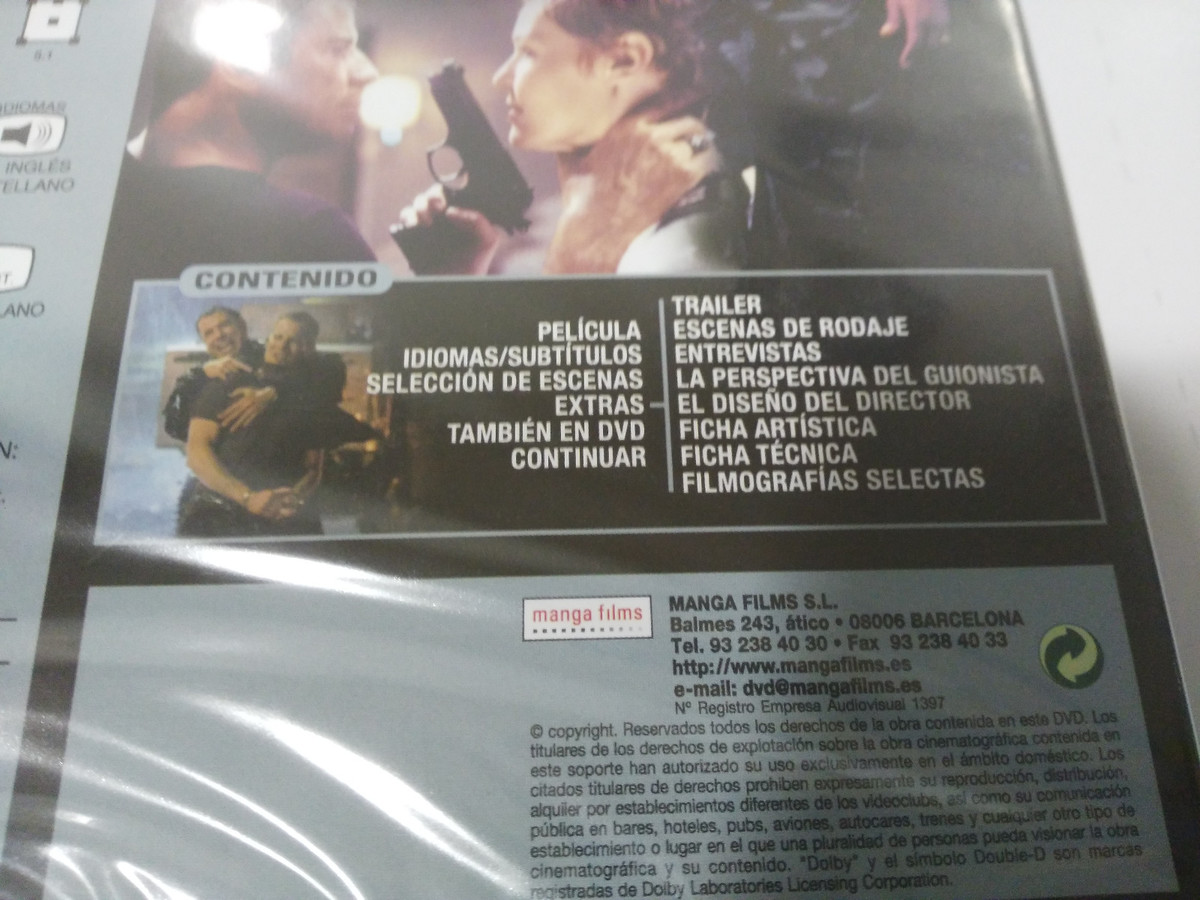 5.1
IDIOMAS
INGLÉS
CONTENIDO
PELÍCULA
IDIOMAS/SUBTÍTULOS
SELECCIÓN DE ESCENAS
EXTRAS
TAMBIÉN EN DVD
CONTINUAR
TRAILER
ESCENAS DE RODAJE
ENTREVISTAS
LA PERSPECTIVA DEL GUIONISTA
EL DISEÑO DEL DIRECTOR
FICHA ARTÍSTICA
FICHA TÉCNICA
FILMOGRAFÍAS SELECTAS
manga films
MANGA FILMS S.L.
Balmes 243, ático • 08006 BARCELONA
Tel. 93 238 40 30 • Fax 93 238 40 33
http://www.mangafilms.es
e-mail: dvd@mangafilms.es
Nº Registro Empresa Audiovisual 1397
© copyright. Reservados todos los derechos de la obra contenida en este DVD. Los
titulares de los derechos de explotación sobre la obra cinematográfica contenida en
este soporte han autorizado su uso exclusivamente en el ámbito doméstico. Los
citados titulares de derechos prohiben expresamente su reproducción, distribución,
alquiler por establecimientos diferentes de los videoclubs, así como su comunicación
pública en bares, hoteles, pubs, aviones, autocares, trenes y cualquier otro tipo de
establecimiento o lugar en el que una pluralidad de personas pueda visionar la obra
cinematográfica y su contenido. "Dolby" y el símbolo Double-D son marcas
registradas de Dolby Laboratories Licensing Corporation.